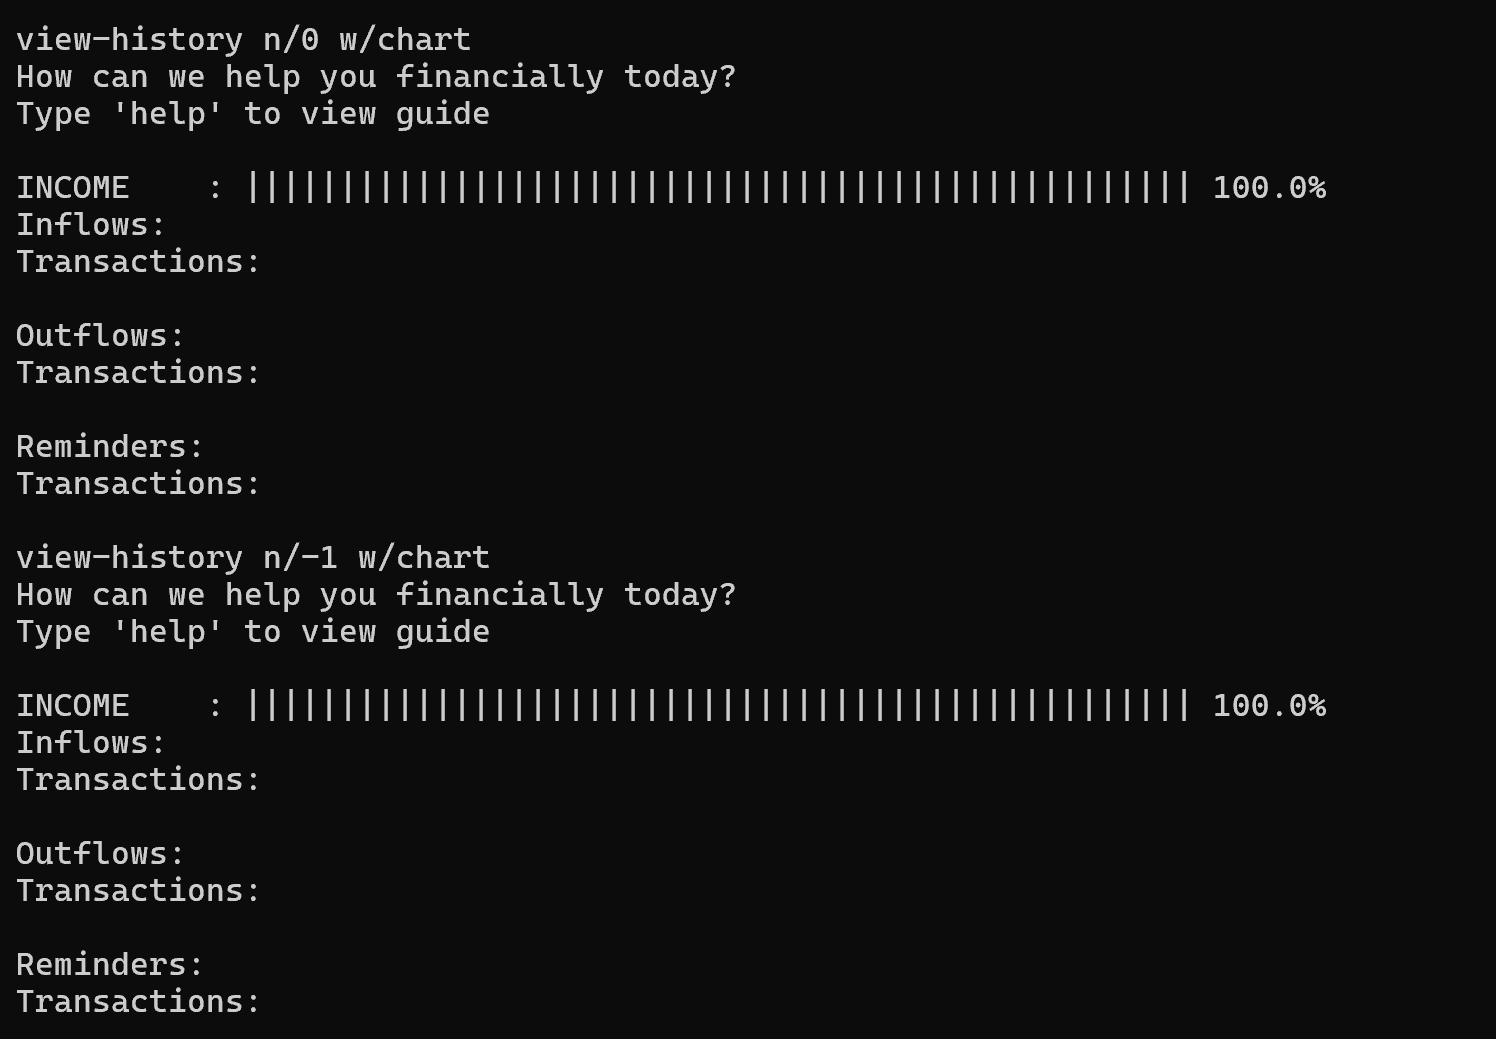 view-history n/0 w/chart
How can we help you financially today?
Type 'help' to view guide
INCOME    : |||||||||||||||||||||||||||||||||||||||||||||||||| 100.0%
Inflows:
Transactions:
Outflows:
Transactions:
Reminders:
Transactions:
view-history n/-1 w/chart
How can we help you financially today?
Type 'help' to view guide
INCOME    : |||||||||||||||||||||||||||||||||||||||||||||||||| 100.0%
Inflows:
Transactions:
Outflows:
Transactions:
Reminders:
Transactions: